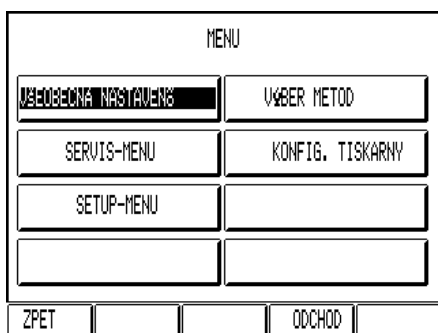 MENU
VŠEOBECNÁ NASTAVENÍ
VÝBER METOD
SERVIS-MENU
KONFIG. TISKARNY
SETUP-MENU
ZPET
ODCHOD